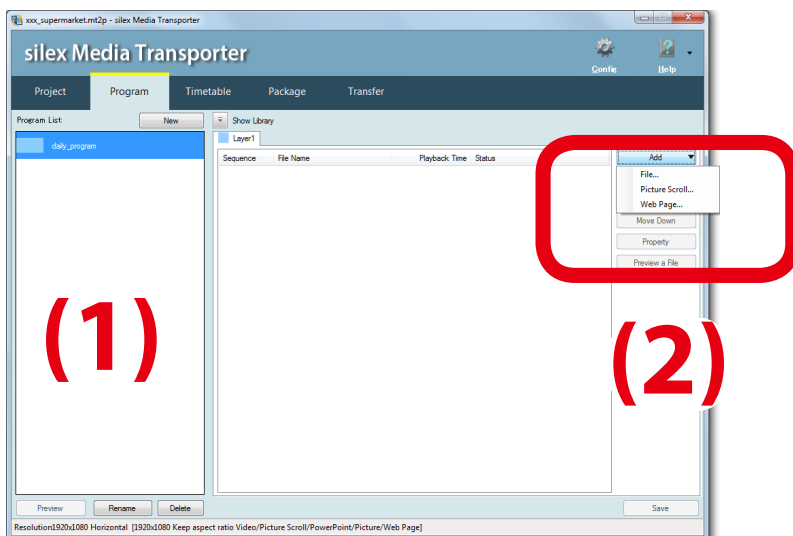 xxx_supermarket.mt2p - silex Media Transporter
silex Media Transporter
Config
Help
Project Program Timetable Package Transfer
Program List: New
Show Library
daily_program
Layer1
Sequence File Name Playback Time Status
Add
File...
Picture Scroll...
Web Page...
Move Down
Property
Preview a File
(1)
(2)
Preview Rename Delete
Save
Resolution1920x1080 Horizontal [1920x1080 Keep aspect ratio Video/Picture Scroll/PowerPoint/Picture/Web Page]